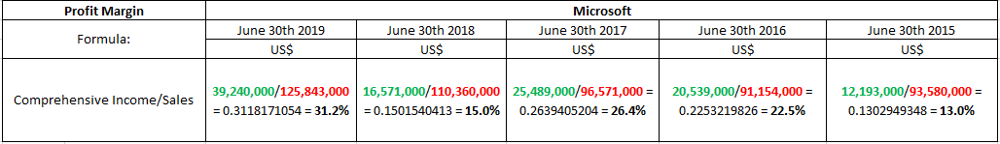 Profit Margin Microsoft
Formula: June 30th 2019 June 30th 2018 June 30th 2017 June 30th 2016 June 30th 2015
US$ US$ US$ US$ US$
Comprehensive Income/Sales
39,240,000/125,843,000
= 0.3118171054 = 31.2%
16,571,000/110,360,000
= 0.1501540413 = 15.0%
25,489,000/96,571,000 =
0.2639405204 = 26.4%
20,539,000/91,154,000 =
0.2253219826 = 22.5%
12,193,000/93,580,000 =
0.1302949348 = 13.0%